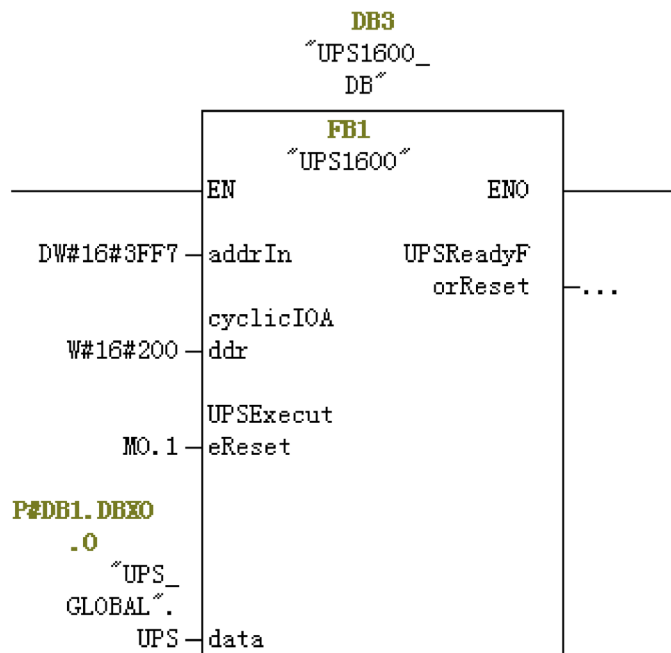 DB3
"UPS1600_
DB"
FB1
"UPS1600"
EN ENO
DW#16#3FF7 addrIn UPSReadyF
orReset ...
cyclicIOA
W#16#200 ddr
UPSExecut
M0.1 eReset
P#DB1.DBX0
.0
"UPS_
GLOBAL".
UPS data